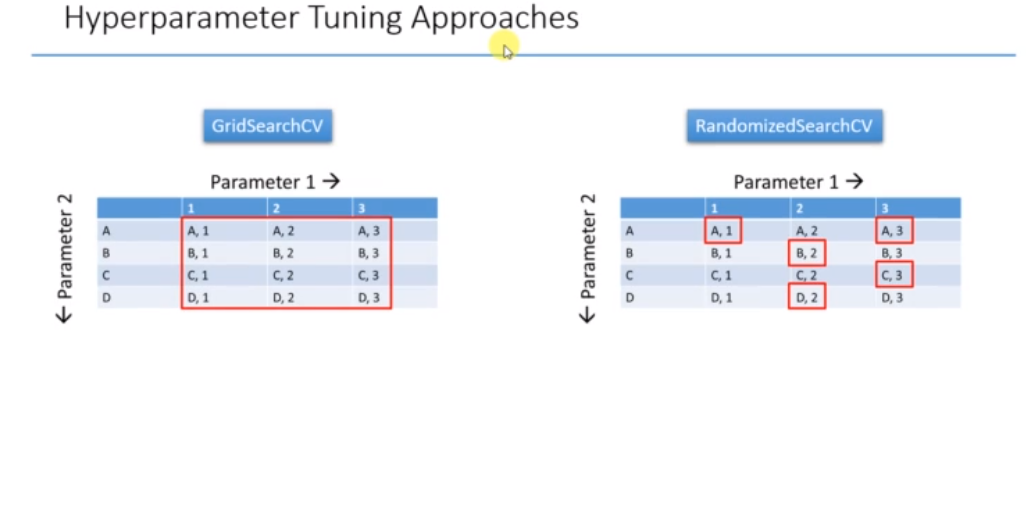 Hyperparameter Tuning Approaches
GridSearchCV
Parameter 1 →
← Parameter 2
1 2 3
A A, 1 A, 2 A, 3
B B, 1 B, 2 B, 3
C C, 1 C, 2 C, 3
D D, 1 D, 2 D, 3
RandomizedSearchCV
Parameter 1 →
← Parameter 2
1 2 3
A A, 1 A, 2 A, 3
B B, 1 B, 2 B, 3
C C, 1 C, 2 C, 3
D D, 1 D, 2 D, 3